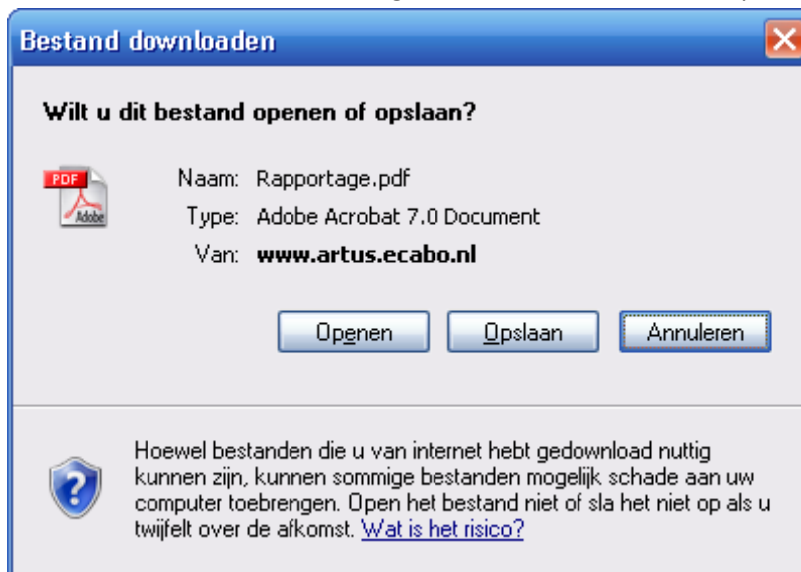 Bestand downloaden
Wilt u dit bestand openen of opslaan?
PDF
Adobe
Naam: Rapportage.pdf
Type: Adobe Acrobat 7.0 Document
Van: www.artus.ecabo.nl
Openen Opslaan Annuleren
Hoewel bestanden die u van internet hebt gedownload nuttig
kunnen zijn, kunnen sommige bestanden mogelijk schade aan uw
computer toebrengen. Open het bestand niet of sla het niet op als u
twijfelt over de afkomst. Wat is het risico?